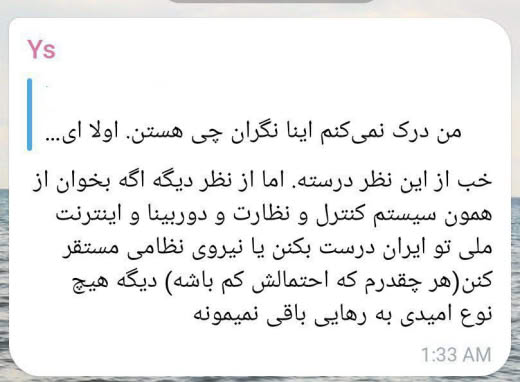 Ys
من درک نمی‌کنم اینا نگران چی هستن. اولا ای...
خب از این نظر درسته. اما از نظر دیگه اگه بخوان از
همون سیستم کنترل و نظارت و دوربینا و اینترنت
ملی تو ایران درست بکنن یا نیروی نظامی مستقر
کنن(هر چقدرم که احتمالش کم باشه) دیگه هیچ
نوع امیدی به رهایی باقی نمیمونه
1:33 AM